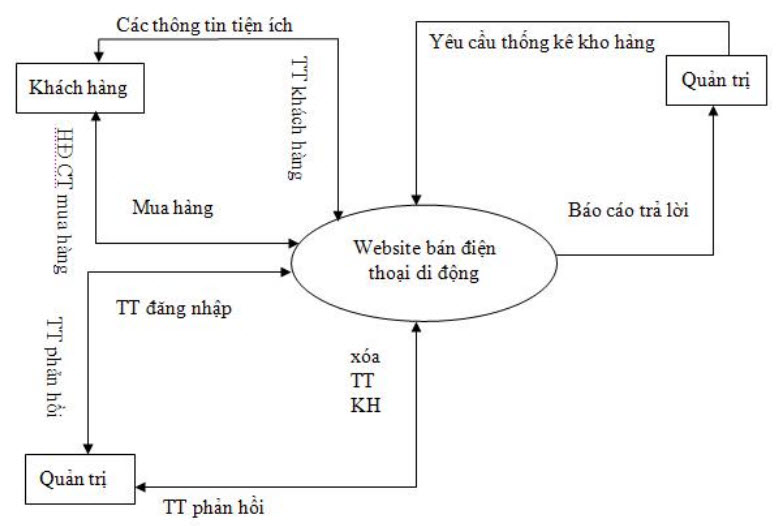 Các thông tin tiện ích
Yêu cầu thống kê kho hàng
Khách hàng
Quản trị
TT khách hàng
HĐ.CT mua hàng
Mua hàng
Báo cáo trả lời
Website bán điện
thoại di động
TT đăng nhập
TT phản hồi
xóa
TT
KH
Quản trị
TT phản hồi